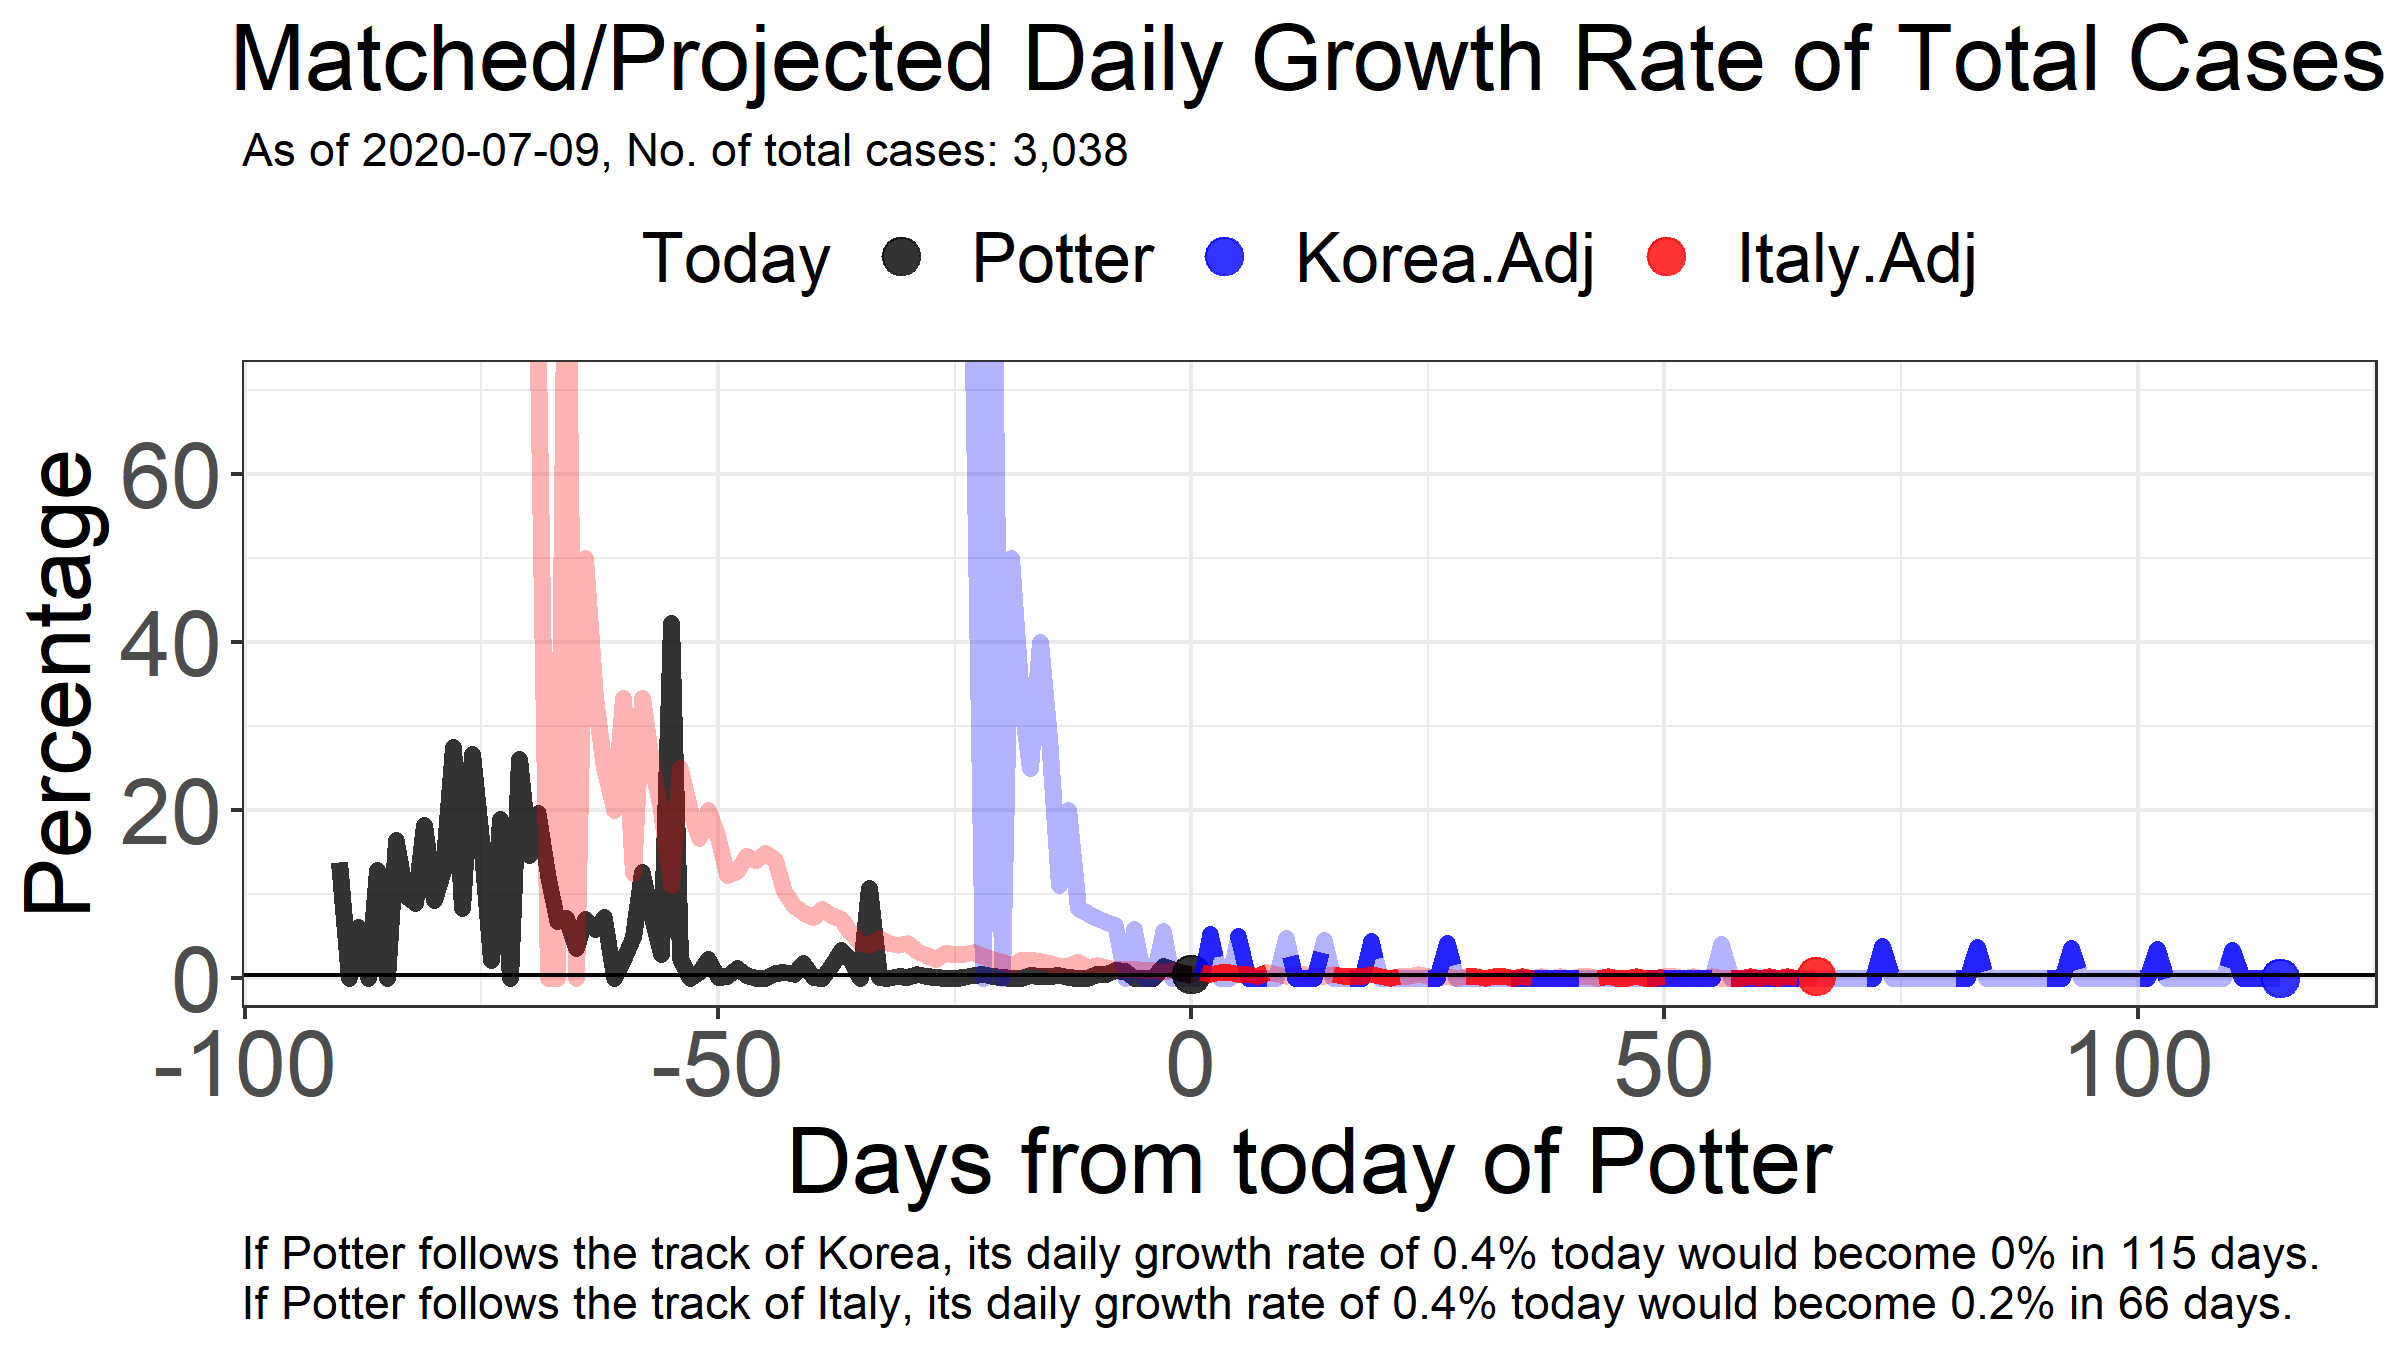 Matched/Projected Daily Growth Rate of Total Cases
As of 2020-07-09, No. of total cases: 3,038
Today Potter Korea.Adj Italy.Adj
Percentage
60
40
20
0
-100 -50 0 50 100
Days from today of Potter
If Potter follows the track of Korea, its daily growth rate of 0.4% today would become 0% in 115 days.
If Potter follows the track of Italy, its daily growth rate of 0.4% today would become 0.2% in 66 days.